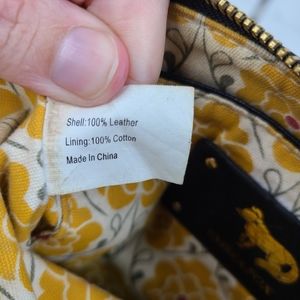 Shell:100% Leather
Lining:100% Cotton
Made In China